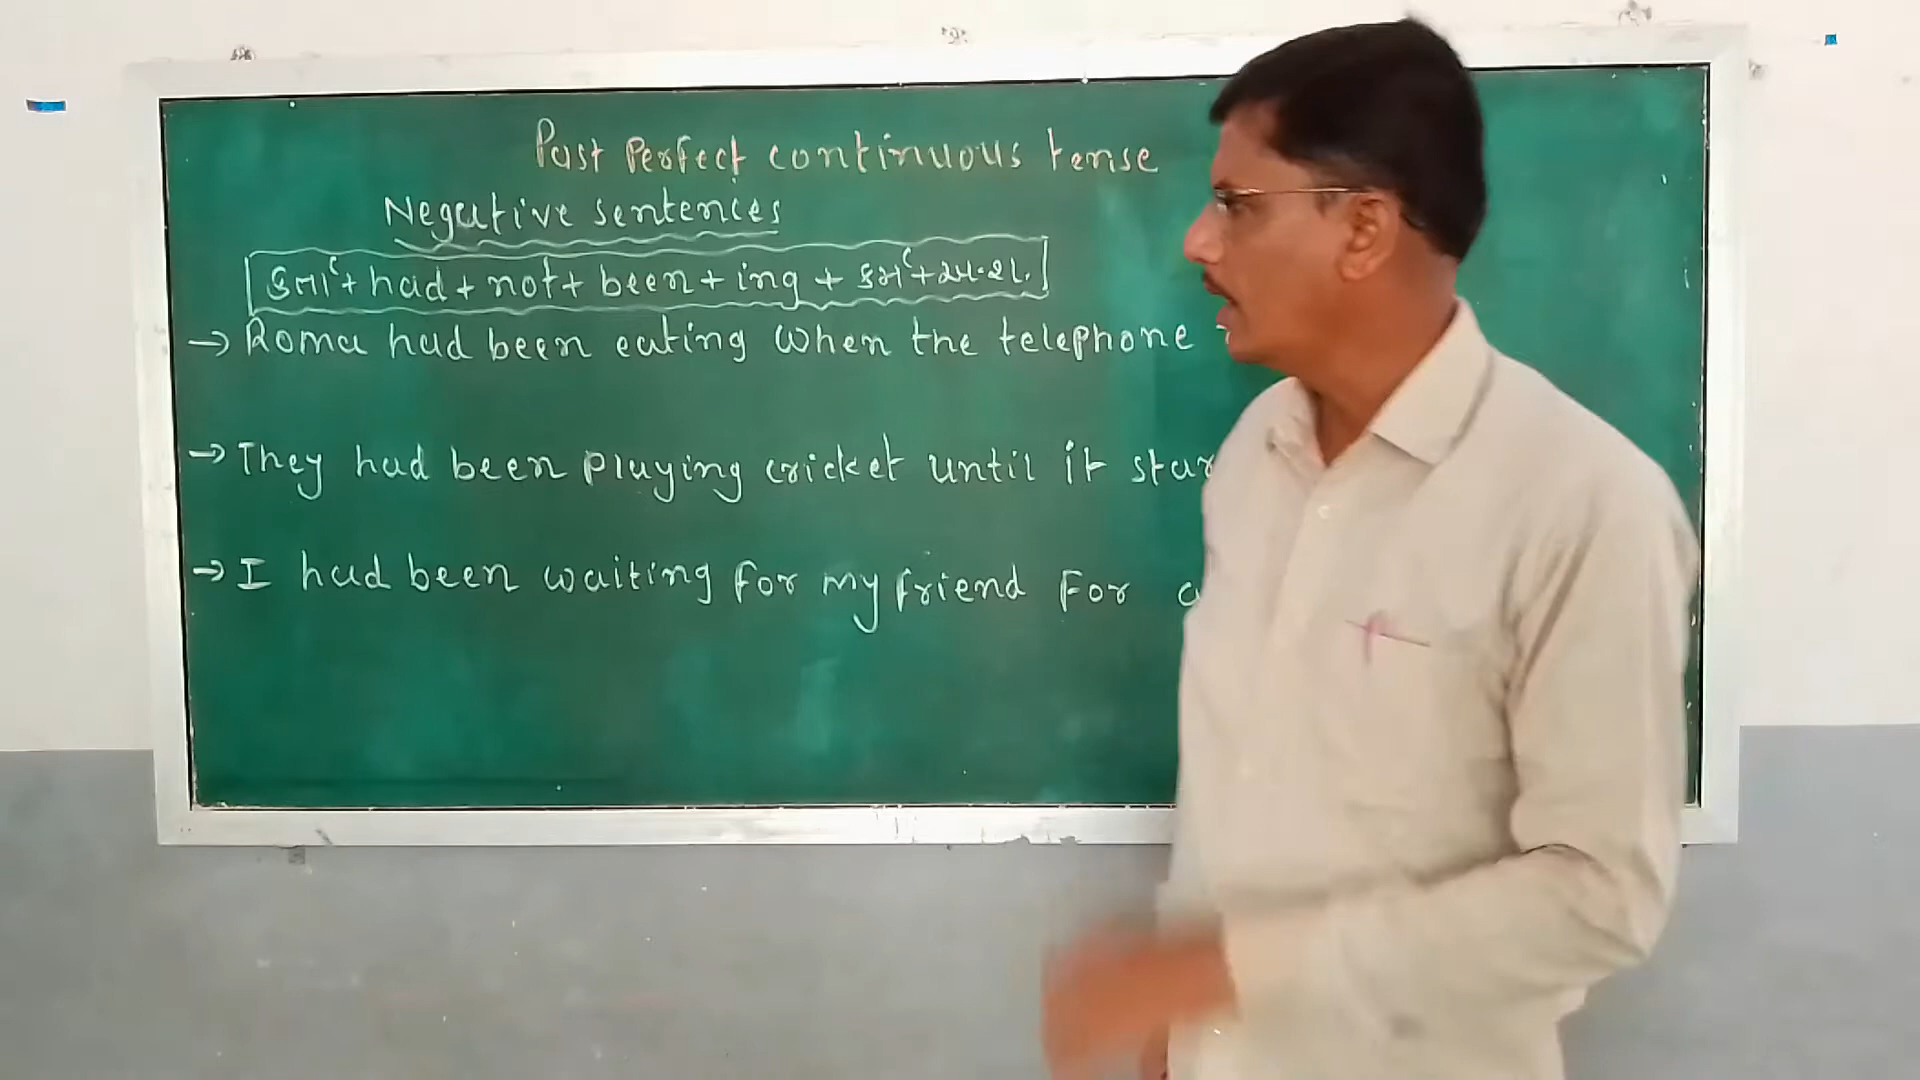 Past Perfect continuous tense
Negative sentences
કર્તા + had + not + been + ing + કર્મ + અ.શ.
→ Roma had been eating when the telephone
→ They had been playing cricket until it star
→ I had been waiting for my friend For a